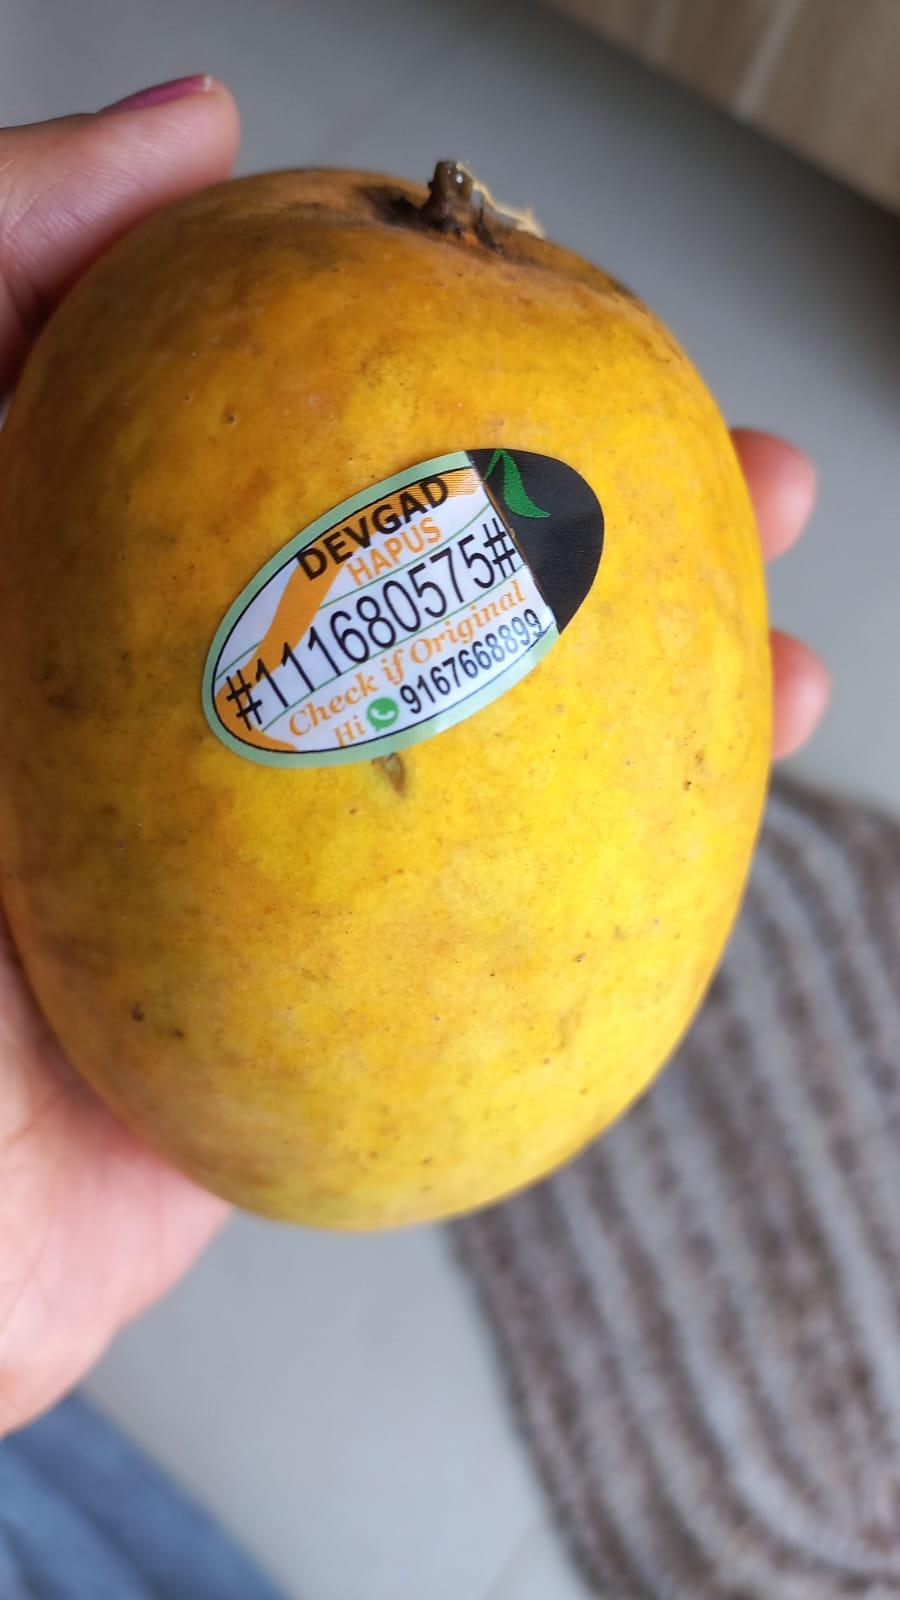 DEVGAD
HAPUS
#111680575#
Check if Original
Hi 9167668899